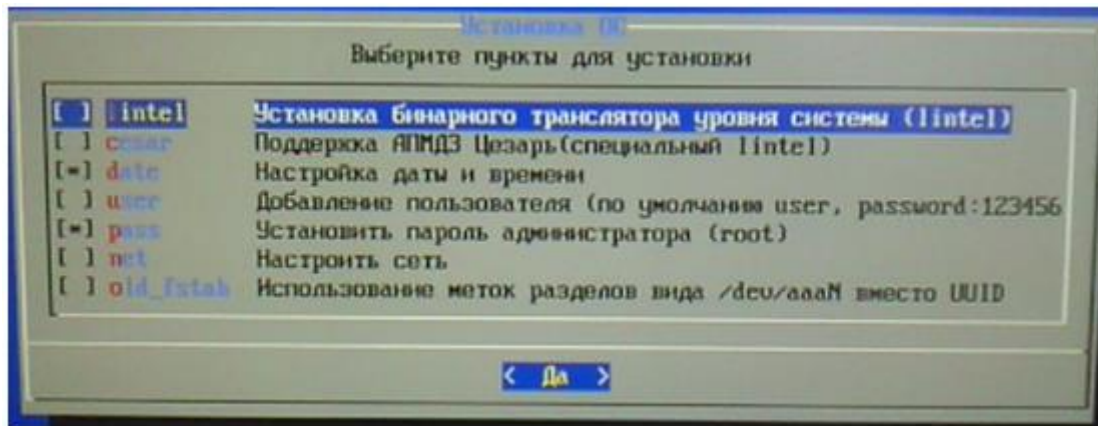 Установка ОС
Выберите пункты для установки
[ ] lintel Установка бинарного транслятора уровня системы (lintel)
[ ] cesar Поддержка АПМДЗ Цезарь(специальный lintel)
[*] date Настройка даты и времени
[ ] user Добавление пользователя (по умолчанию user, password:123456
[*] pass Установить пароль администратора (root)
[ ] net Настроить сеть
[ ] old_fstab Использование меток разделов вида /dev/aaaN вместо UUID
< Да >